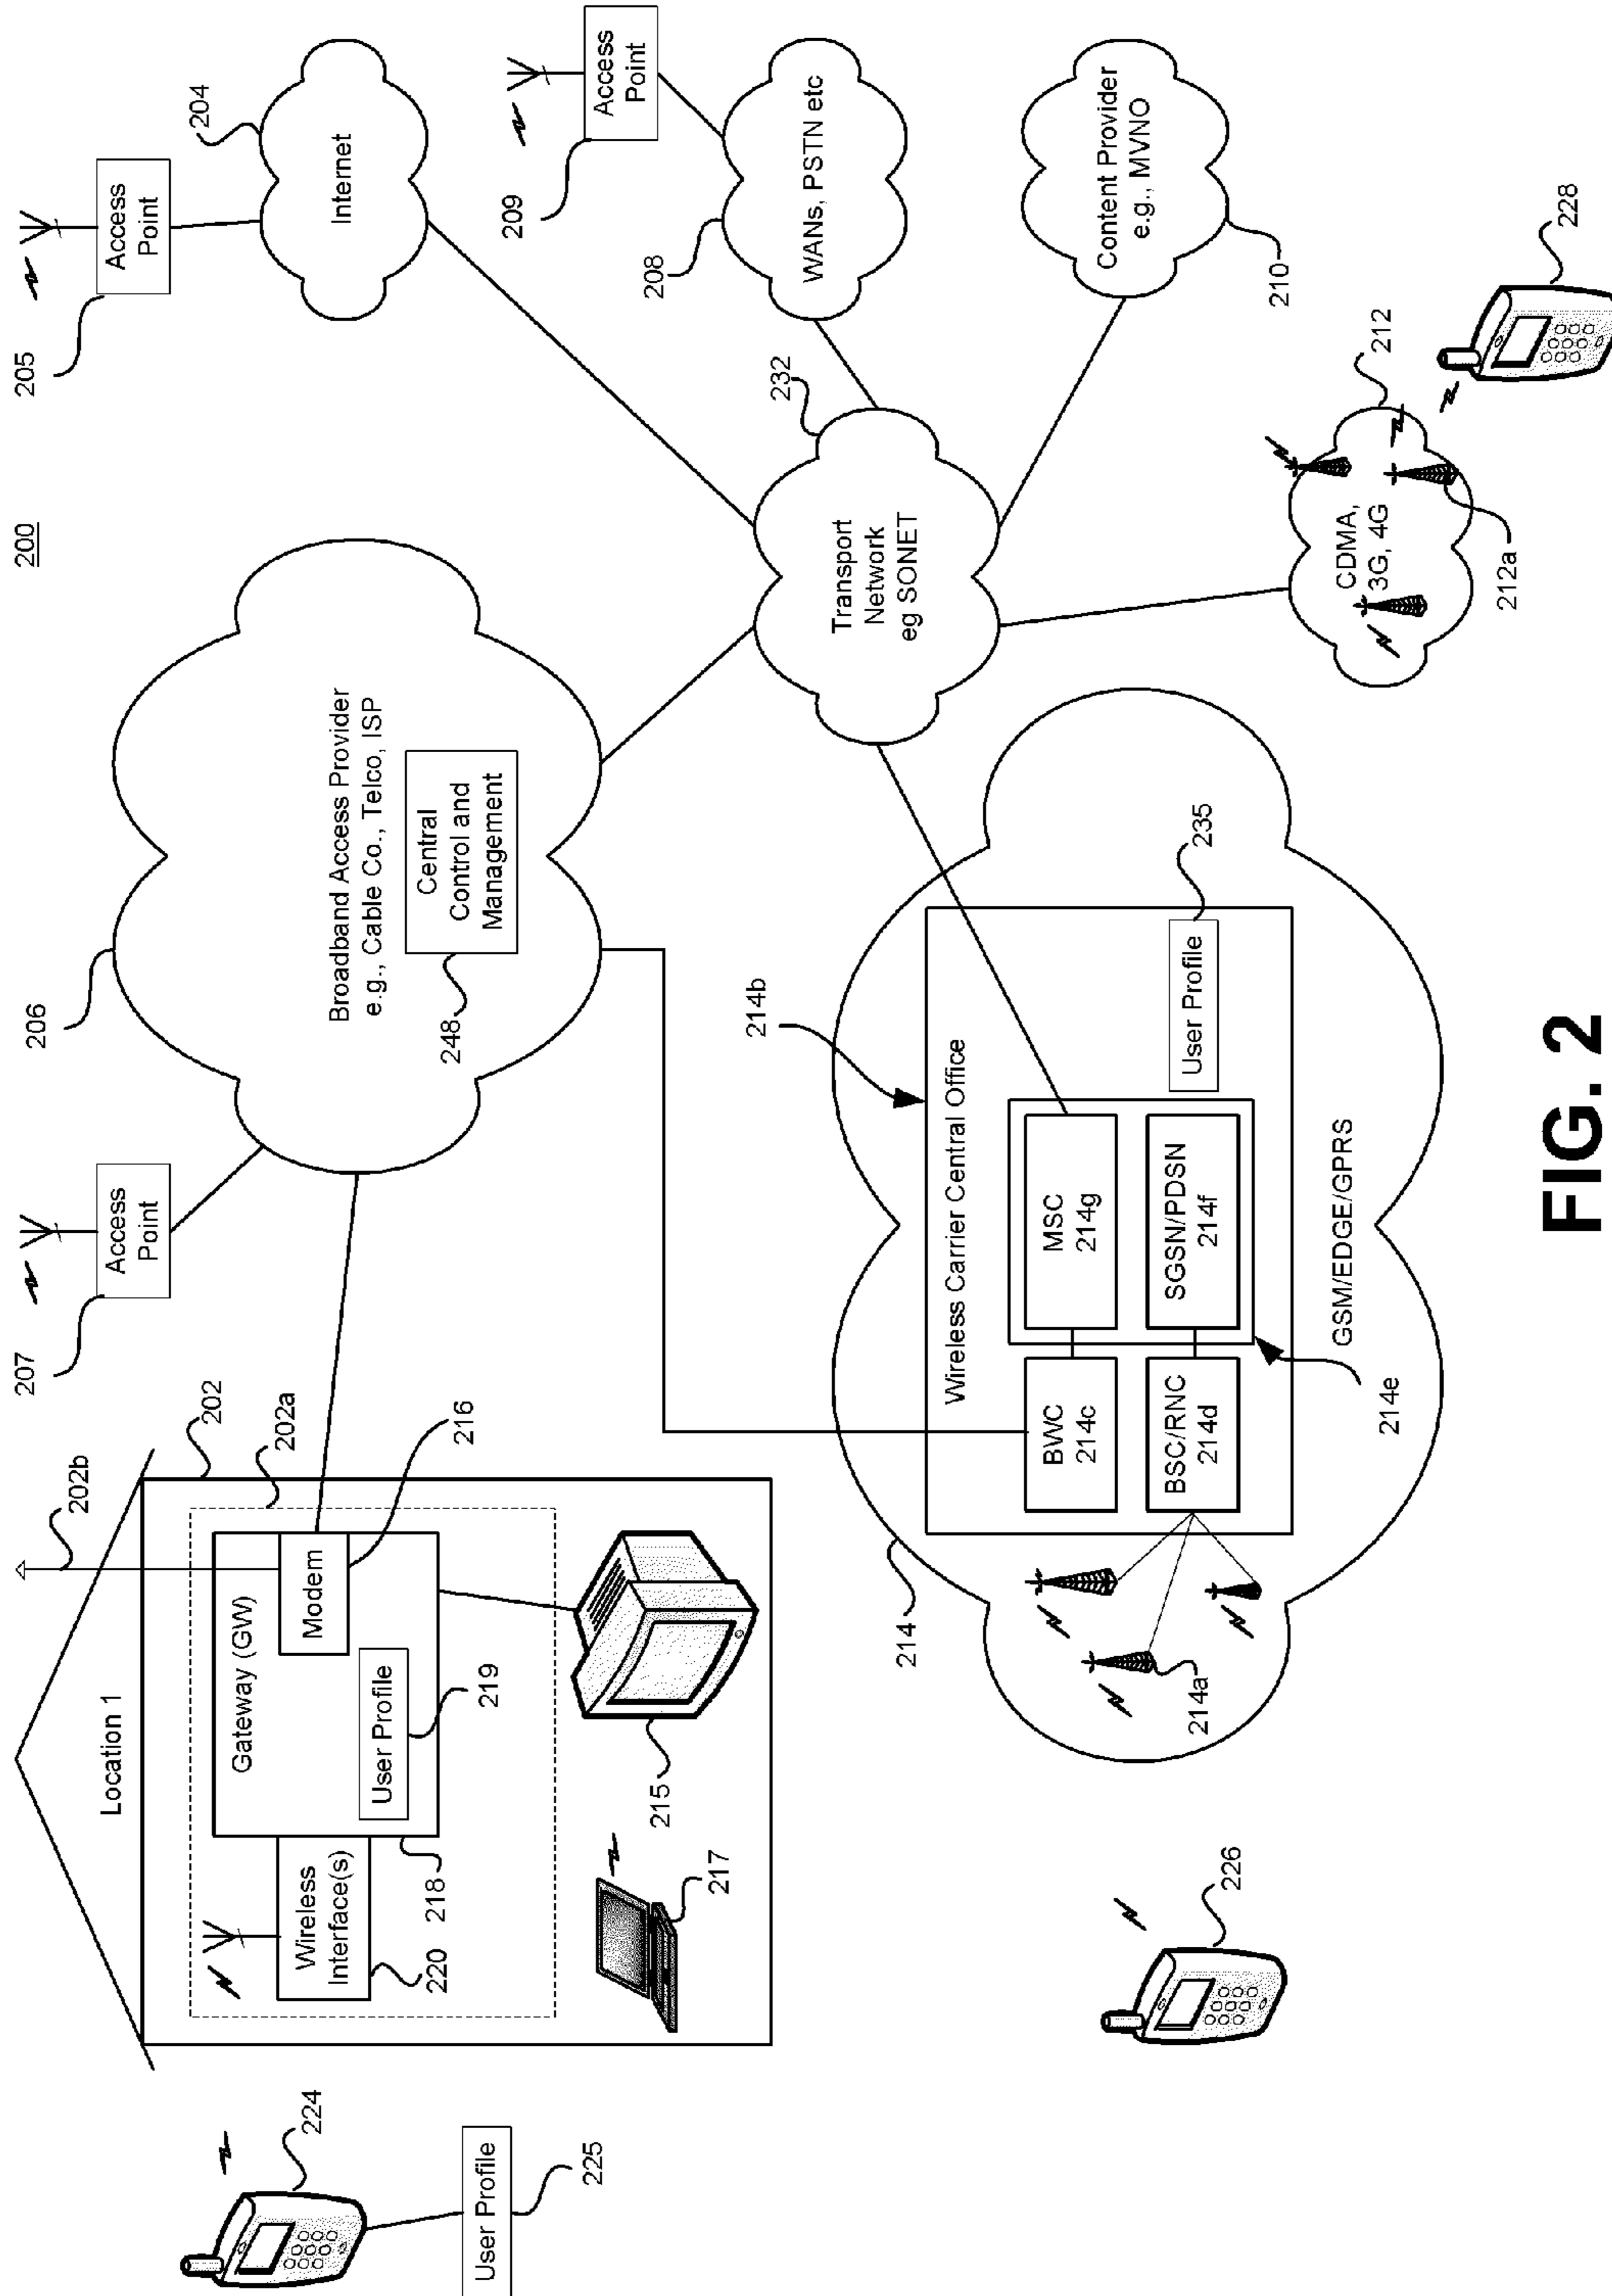 200
Location 1
202
202a
202b
Gateway (GW)
Modem
216
User Profile
219
218
Wireless
Interface(s)
220
215
217
224
User Profile
225
226
Access
Point
207
206
Broadband Access Provider
e.g., Cable Co., Telco, ISP
Central
Control and
Management
248
Access
Point
205
204
Internet
Access
Point
209
208
WANs, PSTN etc
232
Transport
Network
eg SONET
Content Provider
e.g., MVNO
210
CDMA,
3G, 4G
212
212a
228
214
214a
214b
Wireless Carrier Central Office
BWC
214c
MSC
214g
BSC/RNC
214d
SGSN/PDSN
214f
214e
User Profile
235
GSM/EDGE/GPRS
FIG. 2